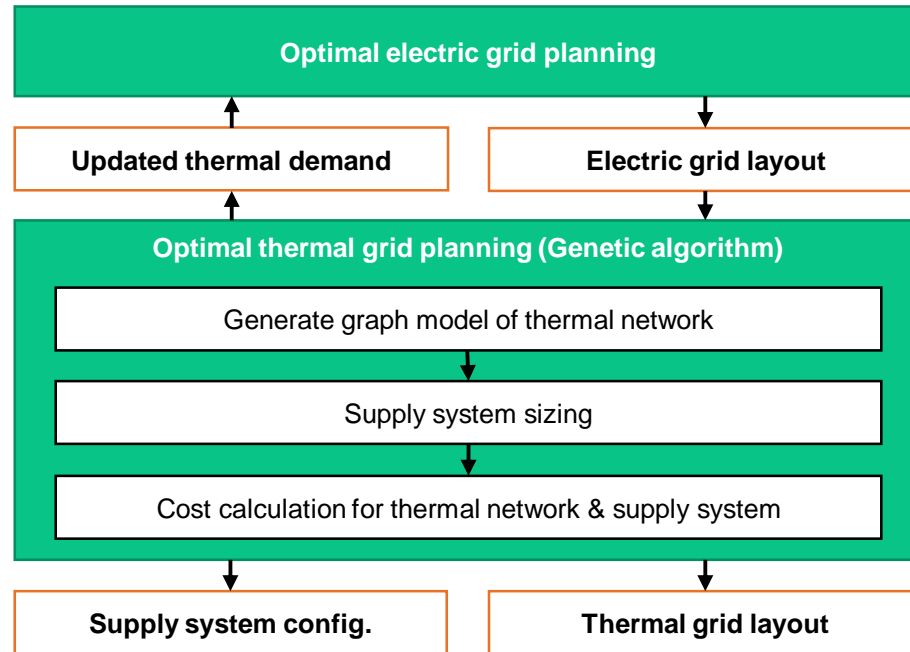 Optimal electric grid planning
Updated thermal demand
Electric grid layout
Optimal thermal grid planning (Genetic algorithm)
Generate graph model of thermal network
Supply system sizing
Cost calculation for thermal network & supply system
Supply system config.
Thermal grid layout